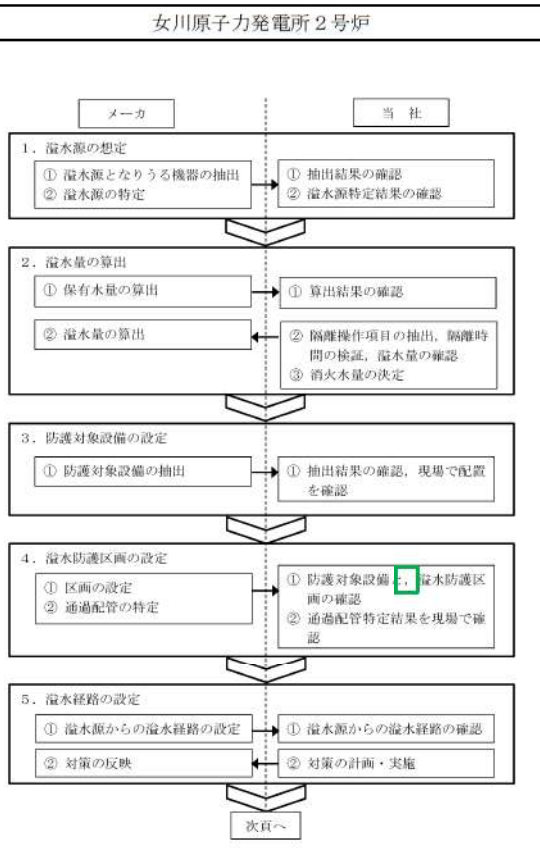 女川原子力発電所２号炉
メーカ
当 社
１．溢水源の想定
① 溢水源となりうる機器の抽出
② 溢水源の特定
① 抽出結果の確認
② 溢水源特定結果の確認
２．溢水量の算出
① 保有水量の算出
① 算出結果の確認
② 溢水量の算出
② 隔離操作項目の抽出，隔離時
間の検証，溢水量の確認
③ 消火水量の決定
３．防護対象設備の設定
① 防護対象設備の抽出
① 抽出結果の確認，現場で配置
を確認
４．溢水防護区画の設定
① 区画の設定
② 通過配管の特定
① 防護対象設備と，溢水防護区
画の確認
② 通過配管特定結果を現場で確
認
５．溢水経路の設定
① 溢水源からの溢水経路の設定
① 溢水源からの溢水経路の確認
② 対策の反映
② 対策の計画・実施
次頁へ